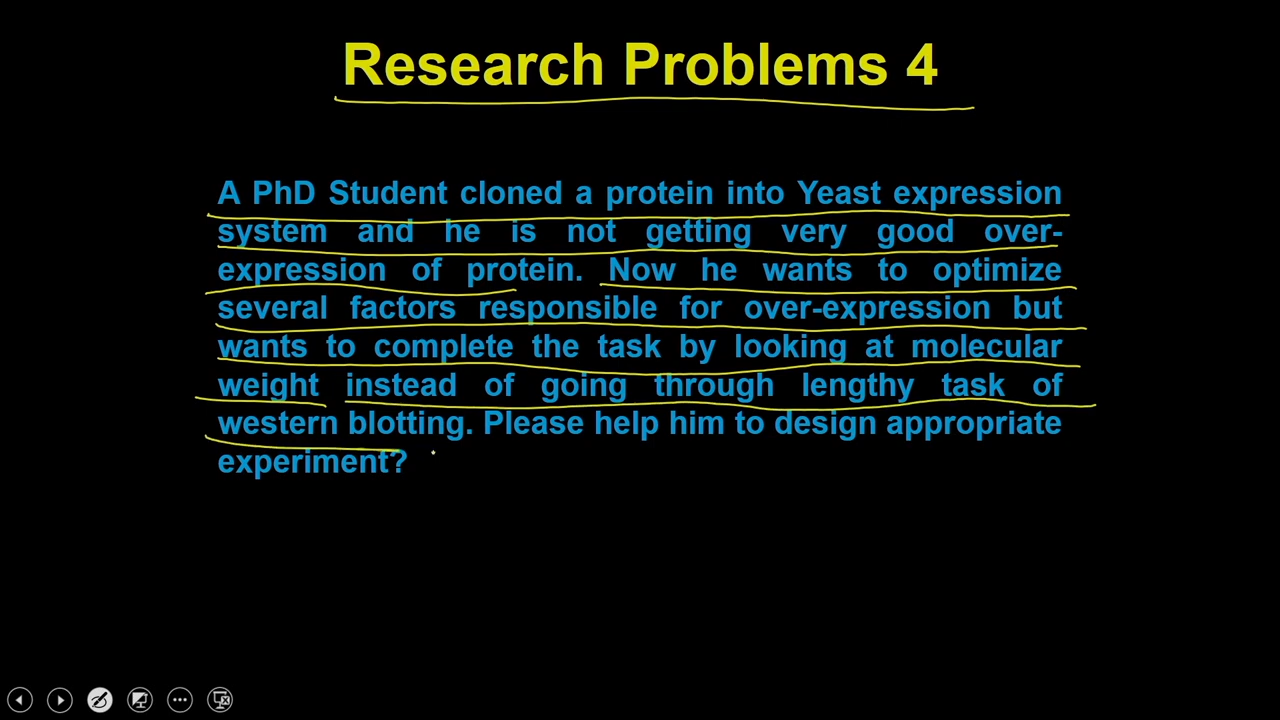 Research Problems 4
A PhD Student cloned a protein into Yeast expression
system and he is not getting very good over-
expression of protein. Now he wants to optimize
several factors responsible for over-expression but
wants to complete the task by looking at molecular
weight instead of going through lengthy task of
western blotting. Please help him to design appropriate
experiment?